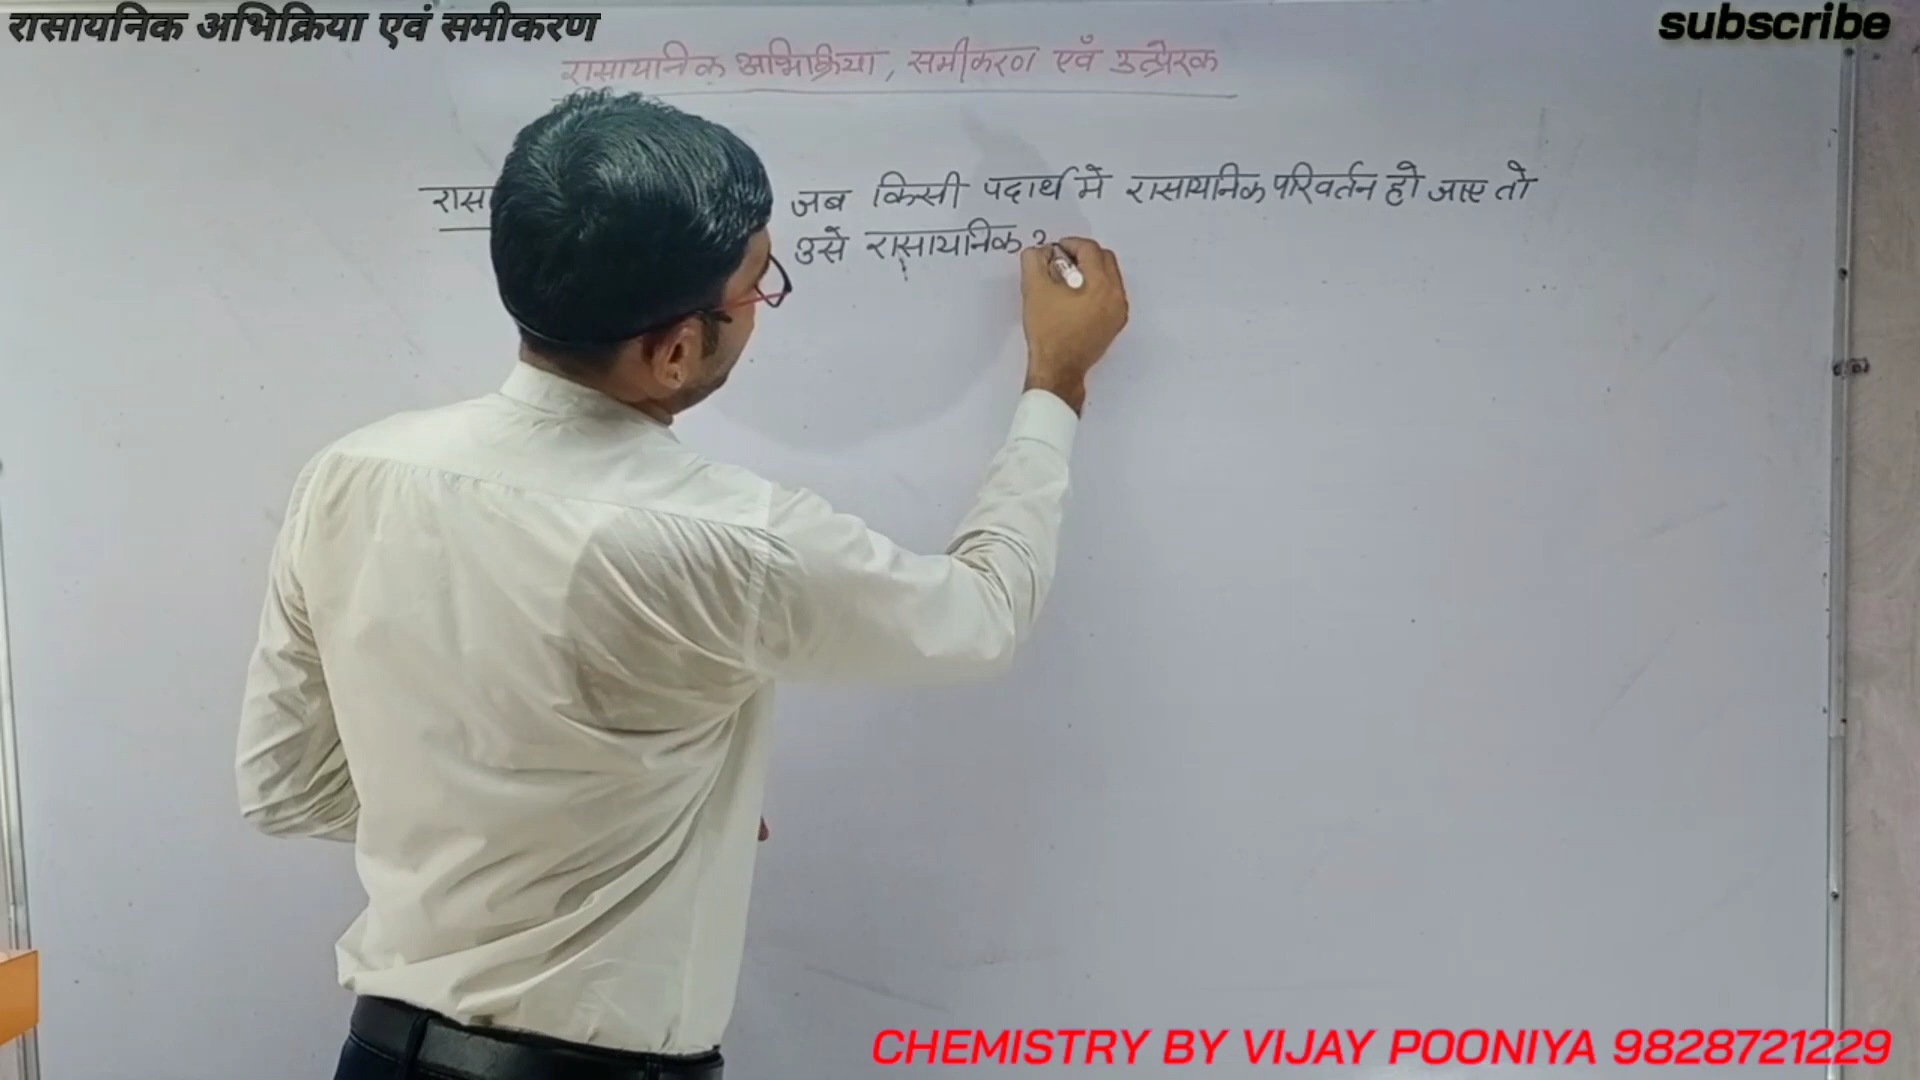 रासायनिक अभिक्रिया एवं समीकरण
subscribe
रासायनिक अभिक्रिया, समीकरण एवँ उत्प्रेरक
जब किसी पदार्थ मे रासायनिक परिवर्तन हो जाए तो
उसे रासायनिक
CHEMISTRY BY VIJAY POONIYA 9828721229